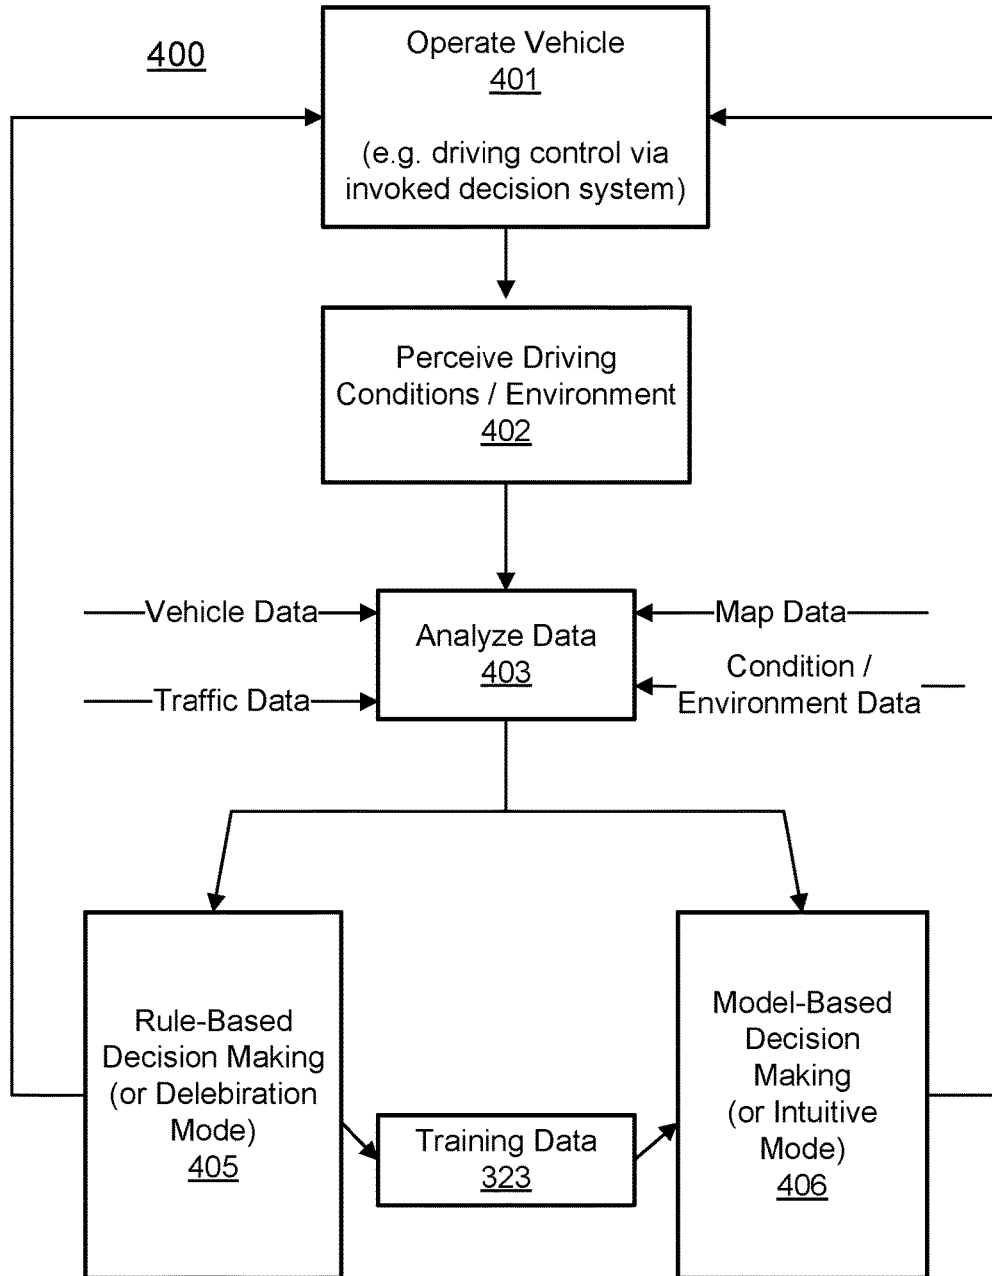 400
Operate Vehicle
401
(e.g. driving control via
invoked decision system)
Perceive Driving
Conditions / Environment
402
Vehicle Data
Traffic Data
Analyze Data
403
Map Data
Condition /
Environment Data
Rule-Based
Decision Making
(or Delebiration
Mode)
405
Training Data
323
Model-Based
Decision
Making
(or Intuitive
Mode)
406